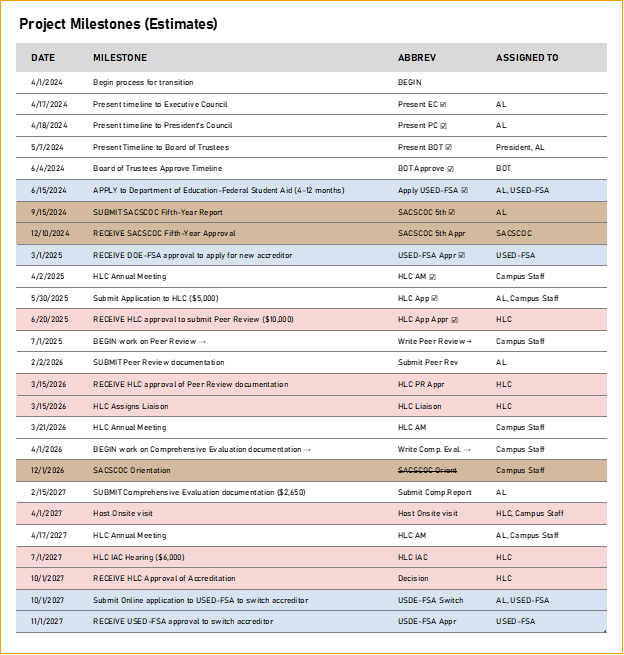 Project Milestones (Estimates)
DATE MILESTONE ABBREV ASSIGNED TO
4/1/2024 Begin process for transition BEGIN
4/17/2024 Present timeline to Executive Council Present EC ☑ AL
4/18/2024 Present timeline to President's Council Present PC ☑ AL
5/7/2024 Present Timeline to Board of Trustees Present BOT ☑ President, AL
6/4/2024 Board of Trustees Approve Timeline BOT Approve ☑ BOT
6/15/2024 APPLY to Department of Education-Federal Student Aid (4-12 months) Apply USED-FSA ☑ AL, USED-FSA
9/15/2024 SUBMIT SACSCOC Fifth-Year Report SACSCOC 5th ☑ AL
12/10/2024 RECEIVE SACSCOC Fifth-Year Approval SACSCOC 5th Appr SACSCOC
3/1/2025 RECEIVE DOE-FSA approval to apply for new accreditor USED-FSA Appr ☑ USED-FSA
4/2/2025 HLC Annual Meeting HLC AM ☑ Campus Staff
5/30/2025 Submit Application to HLC ($5,000) HLC App ☑ AL, Campus Staff
6/20/2025 RECEIVE HLC approval to submit Peer Review ($10,000) HLC App Appr ☑ HLC
7/1/2025 BEGIN work on Peer Review → Write Peer Review → Campus Staff
2/2/2026 SUBMIT Peer Review documentation Submit Peer Rev AL
3/15/2026 RECEIVE HLC approval of Peer Review documentation HLC PR Appr HLC
3/15/2026 HLC Assigns Liaison HLC Liaison HLC
3/21/2026 HLC Annual Meeting HLC AM Campus Staff
4/1/2026 BEGIN work on Comprehensive Evaluation documentation → Write Comp. Eval. → Campus Staff
12/1/2026 SACSCOC Orientation SACSCOC Orient Campus Staff
2/15/2027 SUBMIT Comprehensive Evaluation documentation ($2,650) Submit Comp.Report AL
4/1/2027 Host Onsite visit Host Onsite visit HLC, Campus Staff
4/17/2027 HLC Annual Meeting HLC AM AL, Campus Staff
7/1/2027 HLC IAC Hearing ($6,000) HLC IAC HLC
10/1/2027 RECEIVE HLC Approval of Accreditation Decision HLC
10/1/2027 Submit Online application to USED-FSA to switch accreditor USDE-FSA Switch AL, USED-FSA
11/1/2027 RECEIVE USED-FSA approval to switch accreditor USDE-FSA Appr USED-FSA